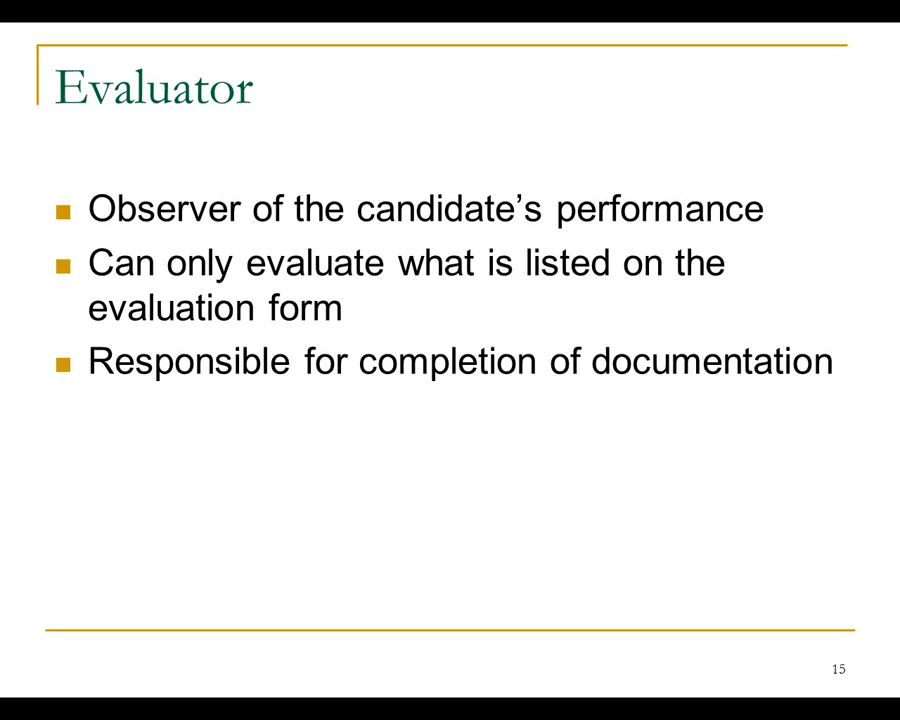 Evaluator
Observer of the candidate’s performance
Can only evaluate what is listed on the
evaluation form
Responsible for completion of documentation
15